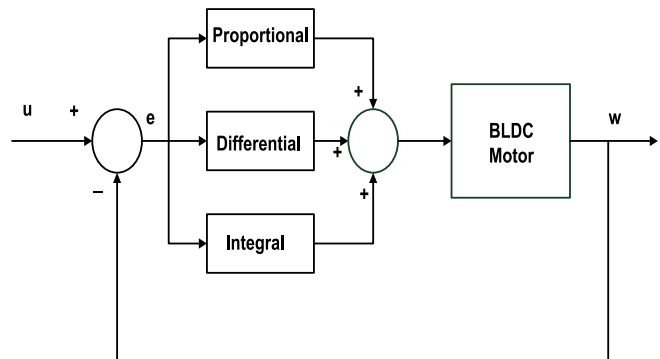 Proportional
+
u
+
e
Differential
+
BLDC
Motor
w
−
+
Integral